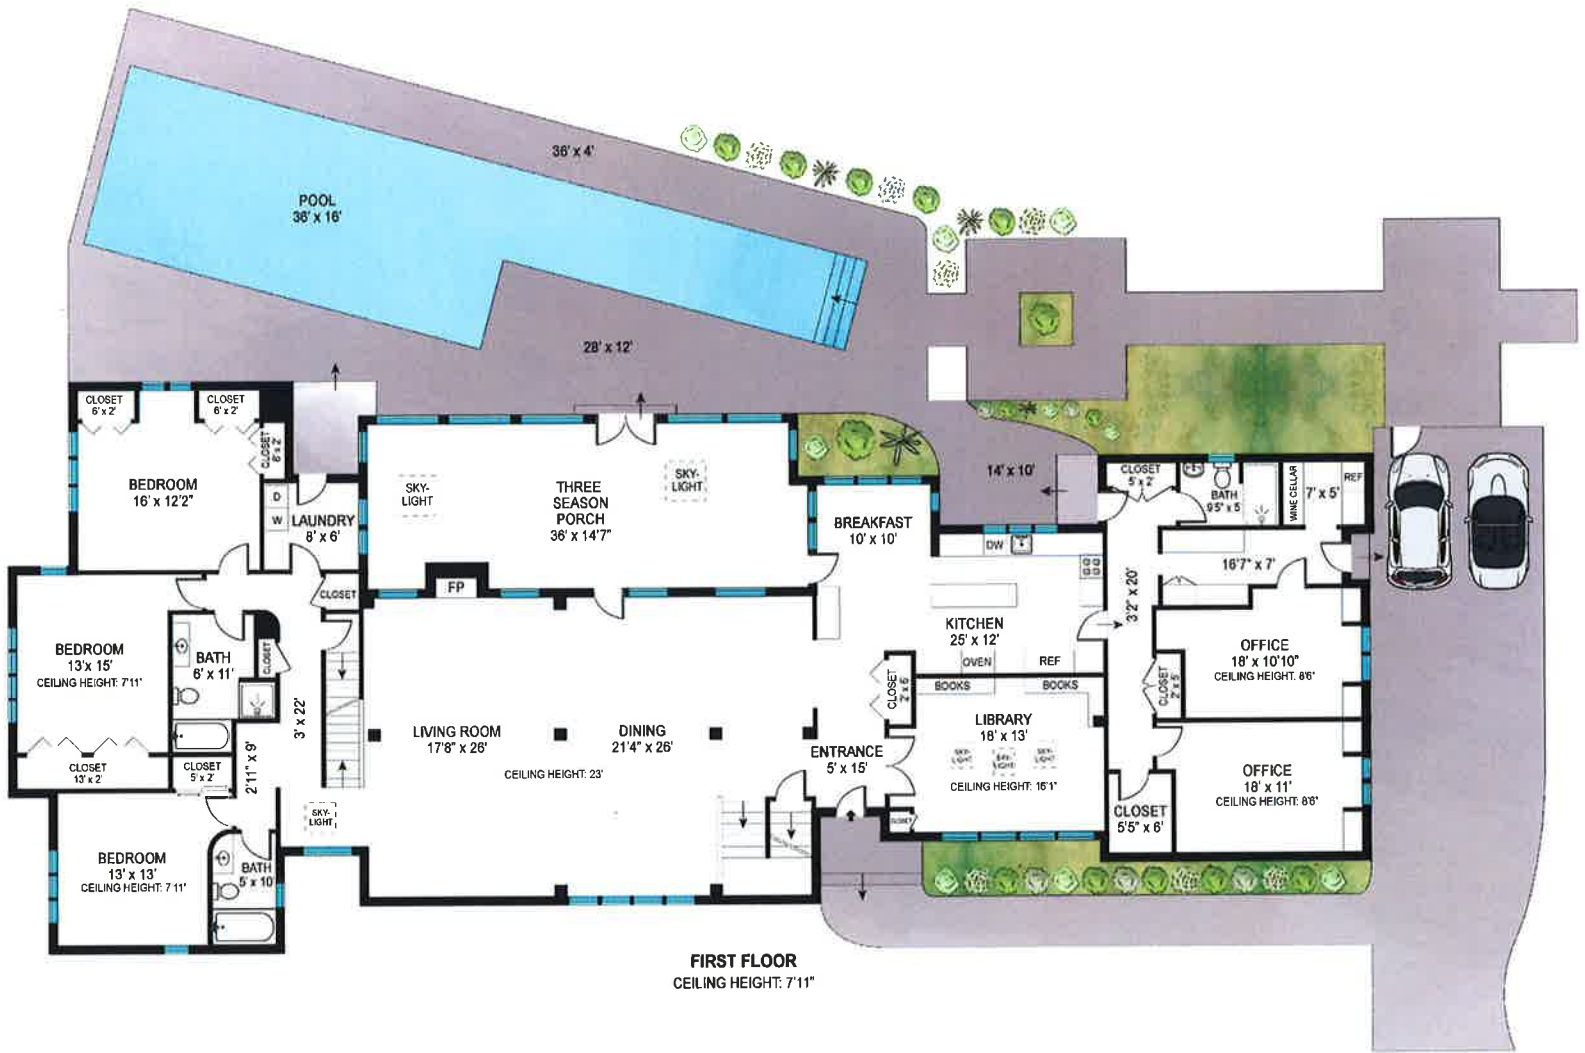 36' x 4'
POOL
36' x 16'
28' x 12'
CLOSET
6' x 2'
CLOSET
6' x 2'
CLOSET
6' x 2'
BEDROOM
16' x 12'2"
D
W
LAUNDRY
8' x 6'
SKY-
LIGHT
THREE
SEASON
PORCH
36' x 14'7"
SKY-
LIGHT
BREAKFAST
10' x 10'
14' x 10'
CLOSET
5' x 2'
BATH
9'5" x 5'
WINE CELLAR
7' x 5'
REF
DW
16'7" x 7'
3'2" x 20'
FP
CLOSET
BEDROOM
13' x 15'
CEILING HEIGHT: 7'11"
BATH
6' x 11'
CLOSET
3' x 22'
KITCHEN
25' x 12'
OVEN
REF
OFFICE
18' x 10'10"
CEILING HEIGHT: 8'6"
CLOSET
2' x 5'
CLOSET
2' x 6'
BOOKS
BOOKS
LIBRARY
18' x 13'
SKY-
LIGHT
SKY-
LIGHT
SKY-
LIGHT
CEILING HEIGHT: 16'1"
LIVING ROOM
17'8" x 26'
DINING
21'4" x 26'
CEILING HEIGHT: 23'
ENTRANCE
5' x 15'
CLOSET
13' x 2'
CLOSET
5' x 2'
2'11" x 9'
SKY-
LIGHT
CLOSET
OFFICE
18' x 11'
CEILING HEIGHT: 8'6"
CLOSET
5'5" x 6'
BEDROOM
13' x 13'
CEILING HEIGHT: 7'11'
BATH
5' x 10'
FIRST FLOOR
CEILING HEIGHT: 7'11"